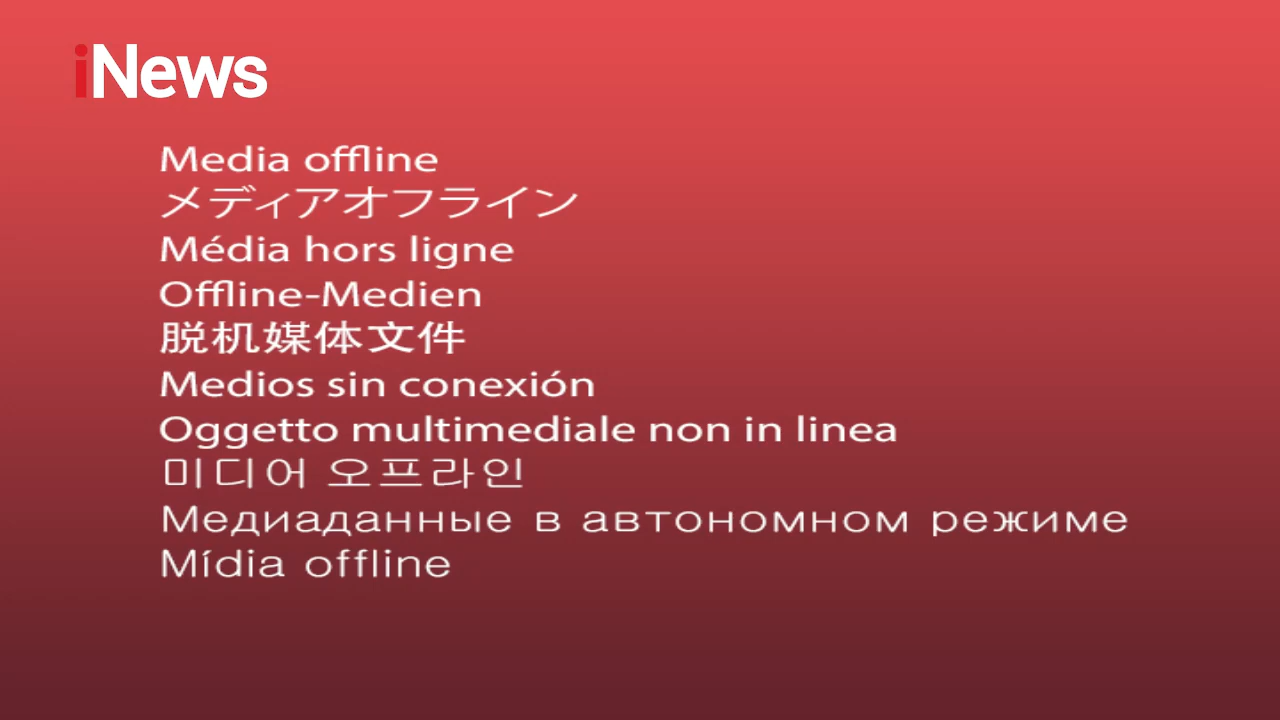 iNews
Media offline
メディアオフライン
Média hors ligne
Offline-Medien
脱机媒体文件
Medios sin conexión
Oggetto multimediale non in linea
미디어 오프라인
Медиаданные в автономном режиме
Mídia offline